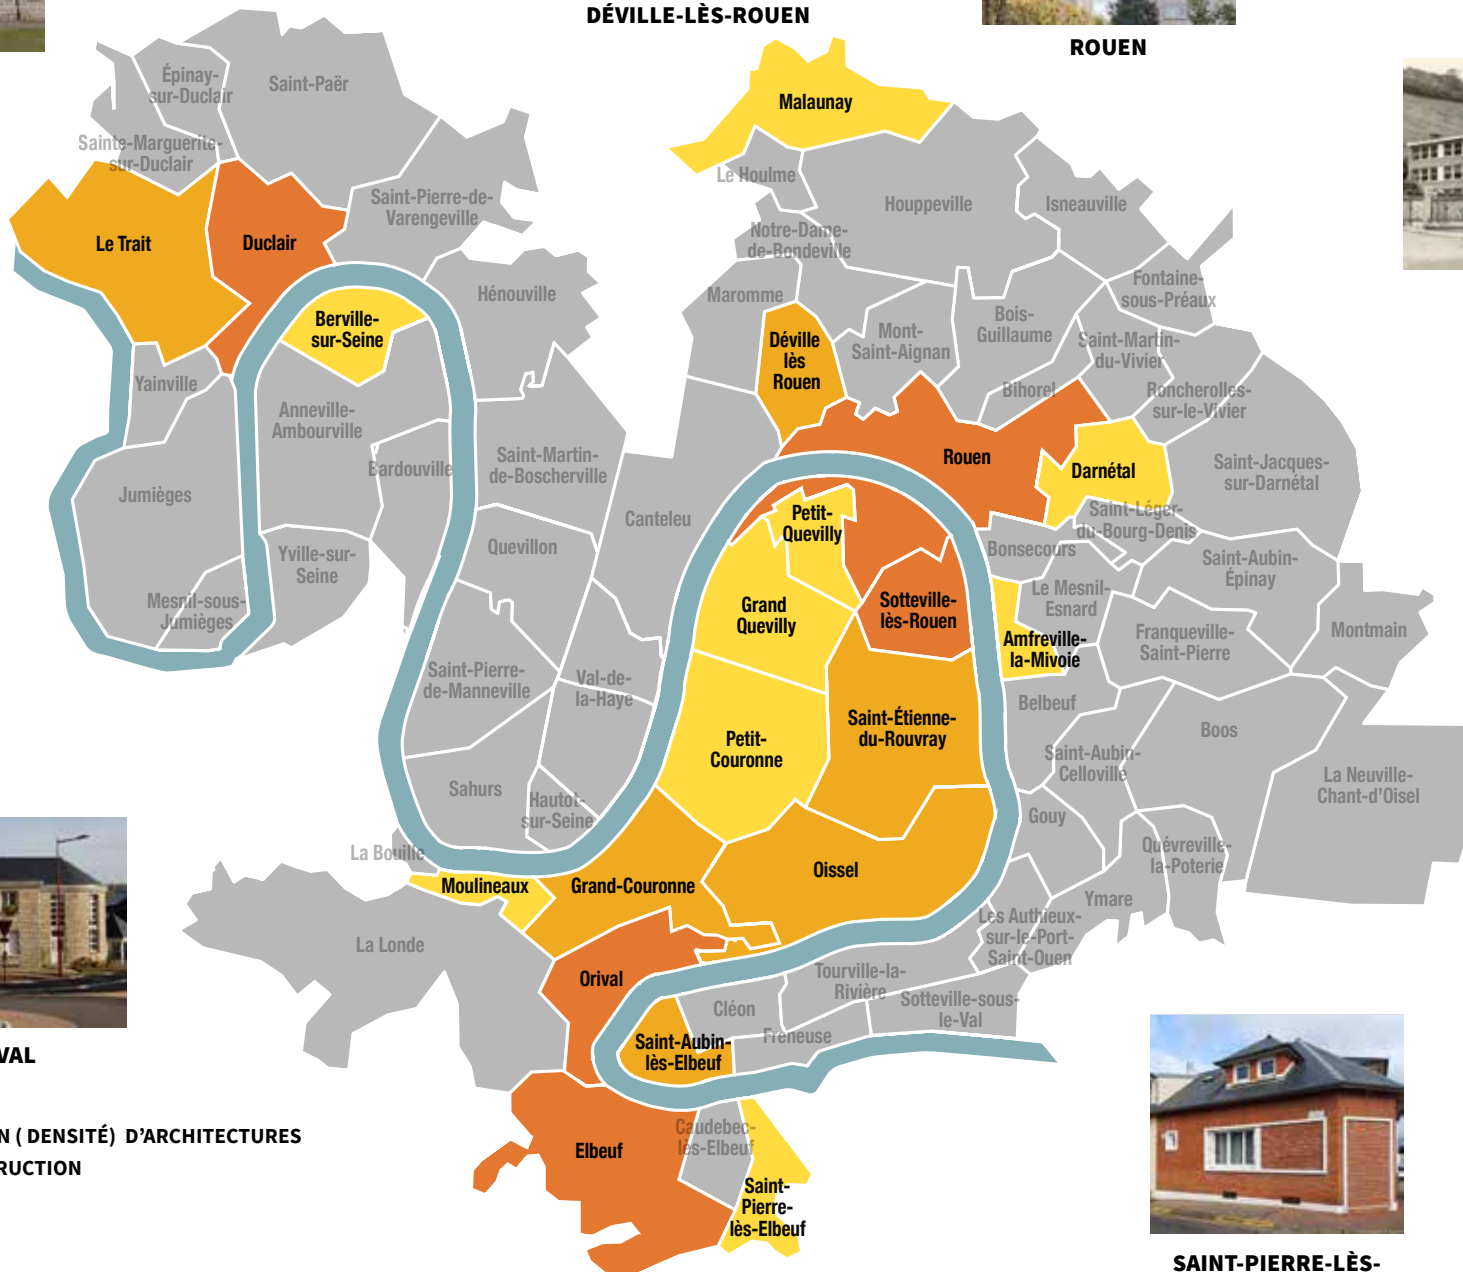 DÉVILLE-LÈS-ROUEN
ROUEN
Épinay-
sur-Duclair
Saint-Paër
Malaunay
Sainte-Marguerite-
sur-Duclair
Le Houlme
Saint-Pierre-de-
Varengeville
Houppeville
Isneauville
Le Trait
Duclair
Notre-Dame-
de-Bondeville
Hénouville
Maromme
Fontaine-
sous-Préaux
Berville-
sur-Seine
Déville
lès
Rouen
Mont-
Saint-Aignan
Bois-
Guillaume
Saint-Martin-
du-Vivier
Yainville
Bihorel
Roncherolles-
sur-le-Vivier
Anneville-
Ambourville
Bardouville
Saint-Martin-
de-Boscherville
Rouen
Darnétal
Saint-Jacques-
sur-Darnétal
Jumièges
Canteleu
Petit-
Quevilly
Saint-Léger-
du-Bourg-Denis
Yville-sur-
Seine
Quevillon
Bonsecours
Saint-Aubin-
Épinay
Mesnil-sous-
Jumièges
Grand
Quevilly
Sotteville-
lès-Rouen
Le Mesnil-
Esnard
Amfreville-
la-Mivoie
Franqueville-
Saint-Pierre
Montmain
Saint-Pierre-
de-Manneville
Val-de-
la-Haye
Belbeuf
Petit-
Couronne
Saint-Étienne-
du-Rouvray
Boos
Saint-Aubin-
Celloville
La Neuville-
Chant-d'Oisel
Sahurs
Hautot-
sur-Seine
Gouy
La Bouille
Quévreville-
la-Poterie
Moulineaux
Grand-Couronne
Oissel
Ymare
La Londe
Les Authieux-
sur-le-Port-
Saint-Ouen
Orival
Tourville-la-
Rivière
Cléon
Sotteville-sous-
le-Val
Freneuse
Saint-Aubin-
lès-Elbeuf
VAL
N ( DENSITÉ) D'ARCHITECTURES
RUCTION
Elbeuf
Caudebec-
lès-Elbeuf
Saint-
Pierre-
lès-Elbeuf
SAINT-PIERRE-LÈS-